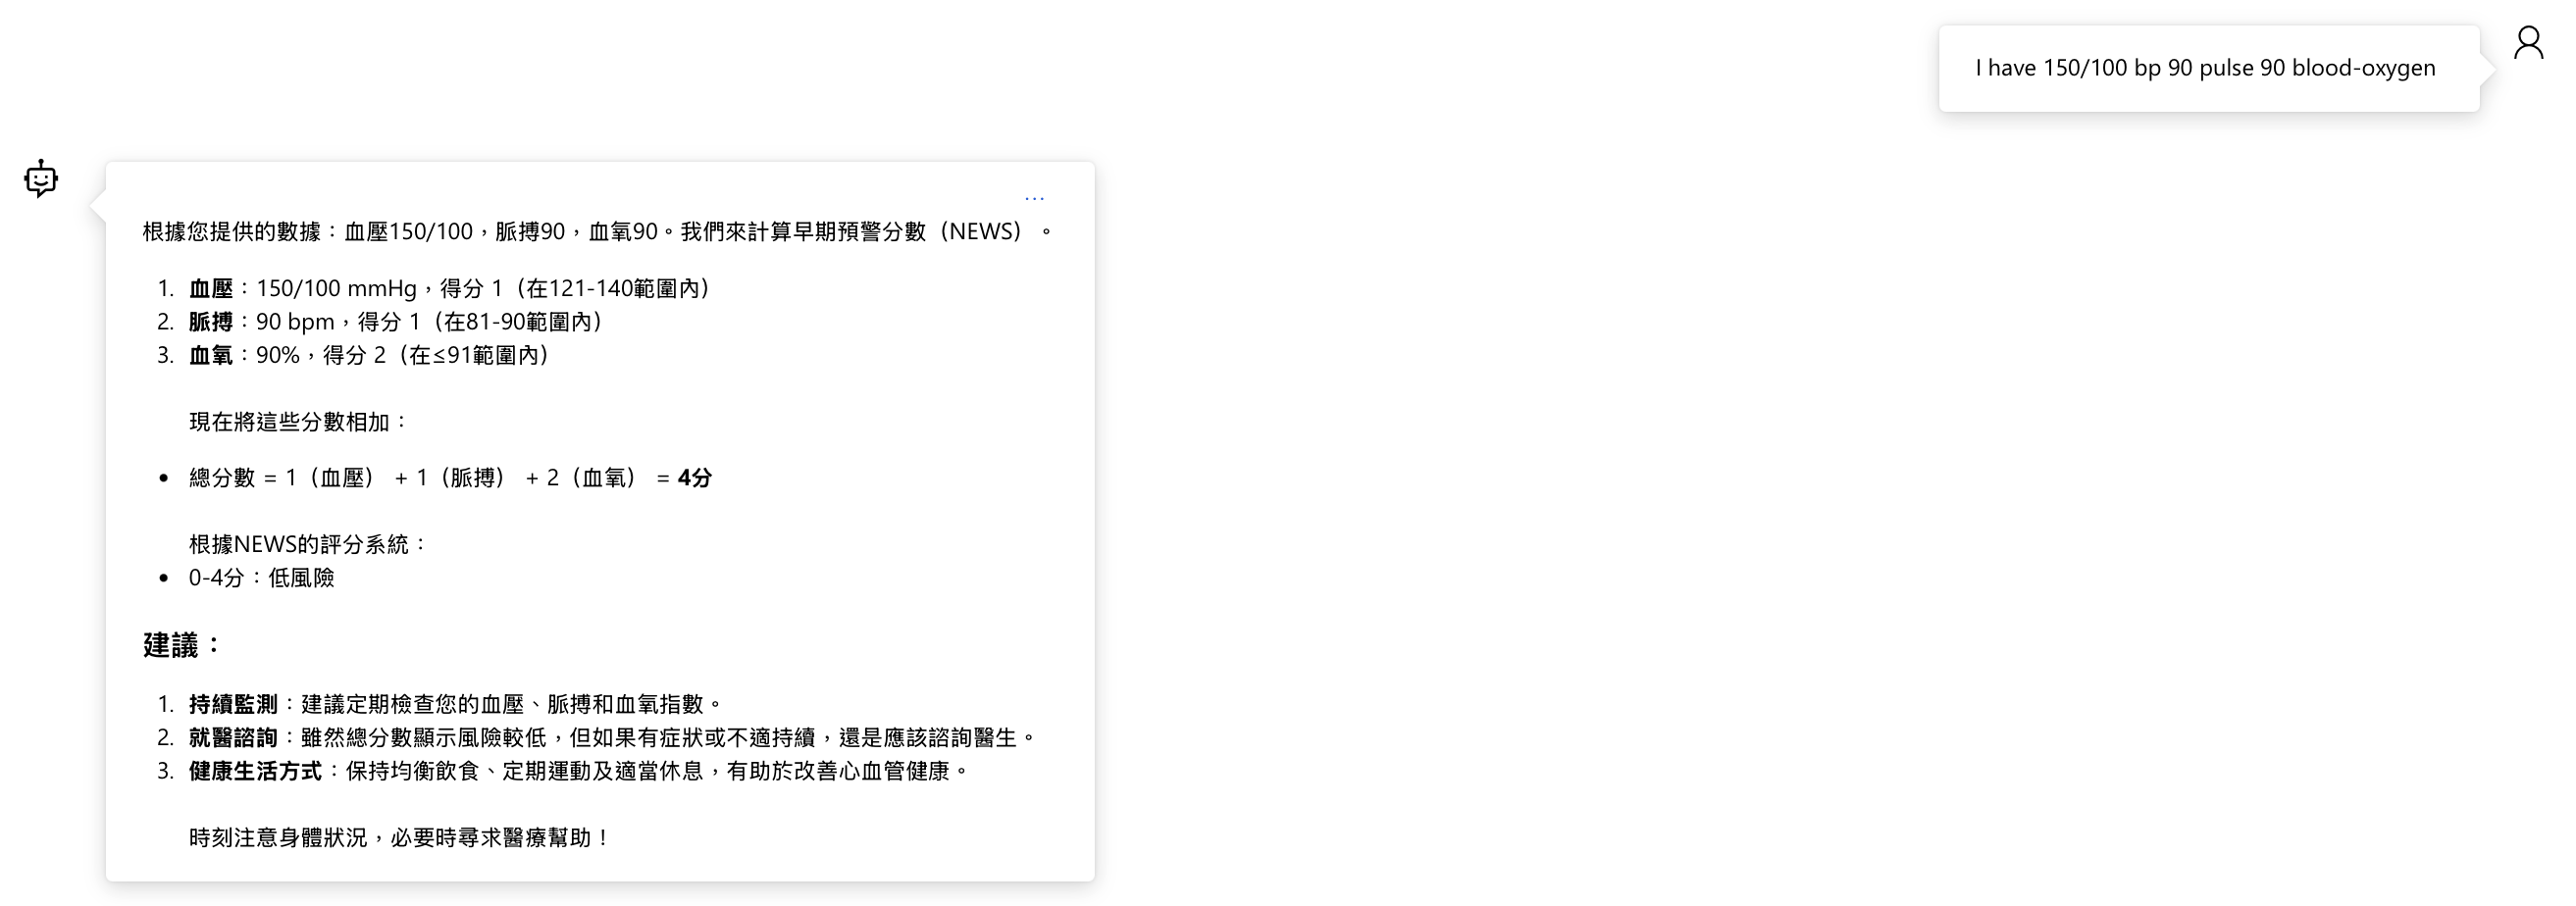 I have 150/100 bp 90 pulse 90 blood-oxygen
...
根據您提供的數據：血壓150/100，脈搏90，血氧90。我們來計算早期預警分數（NEWS）。
1. 血壓：150/100 mmHg，得分 1（在121-140範圍內）
2. 脈搏：90 bpm，得分 1（在81-90範圍內）
3. 血氧：90%，得分 2（在≤91範圍內）
現在將這些分數相加：
• 總分數 = 1（血壓） + 1（脈搏） + 2（血氧） = 4分
根據NEWS的評分系統：
• 0-4分：低風險
建議：
1. 持續監測：建議定期檢查您的血壓、脈搏和血氧指數。
2. 就醫諮詢：雖然總分數顯示風險較低，但如果有症狀或不適持續，還是應該諮詢醫生。
3. 健康生活方式：保持均衡飲食、定期運動及適當休息，有助於改善心血管健康。
時刻注意身體狀況，必要時尋求醫療幫助！